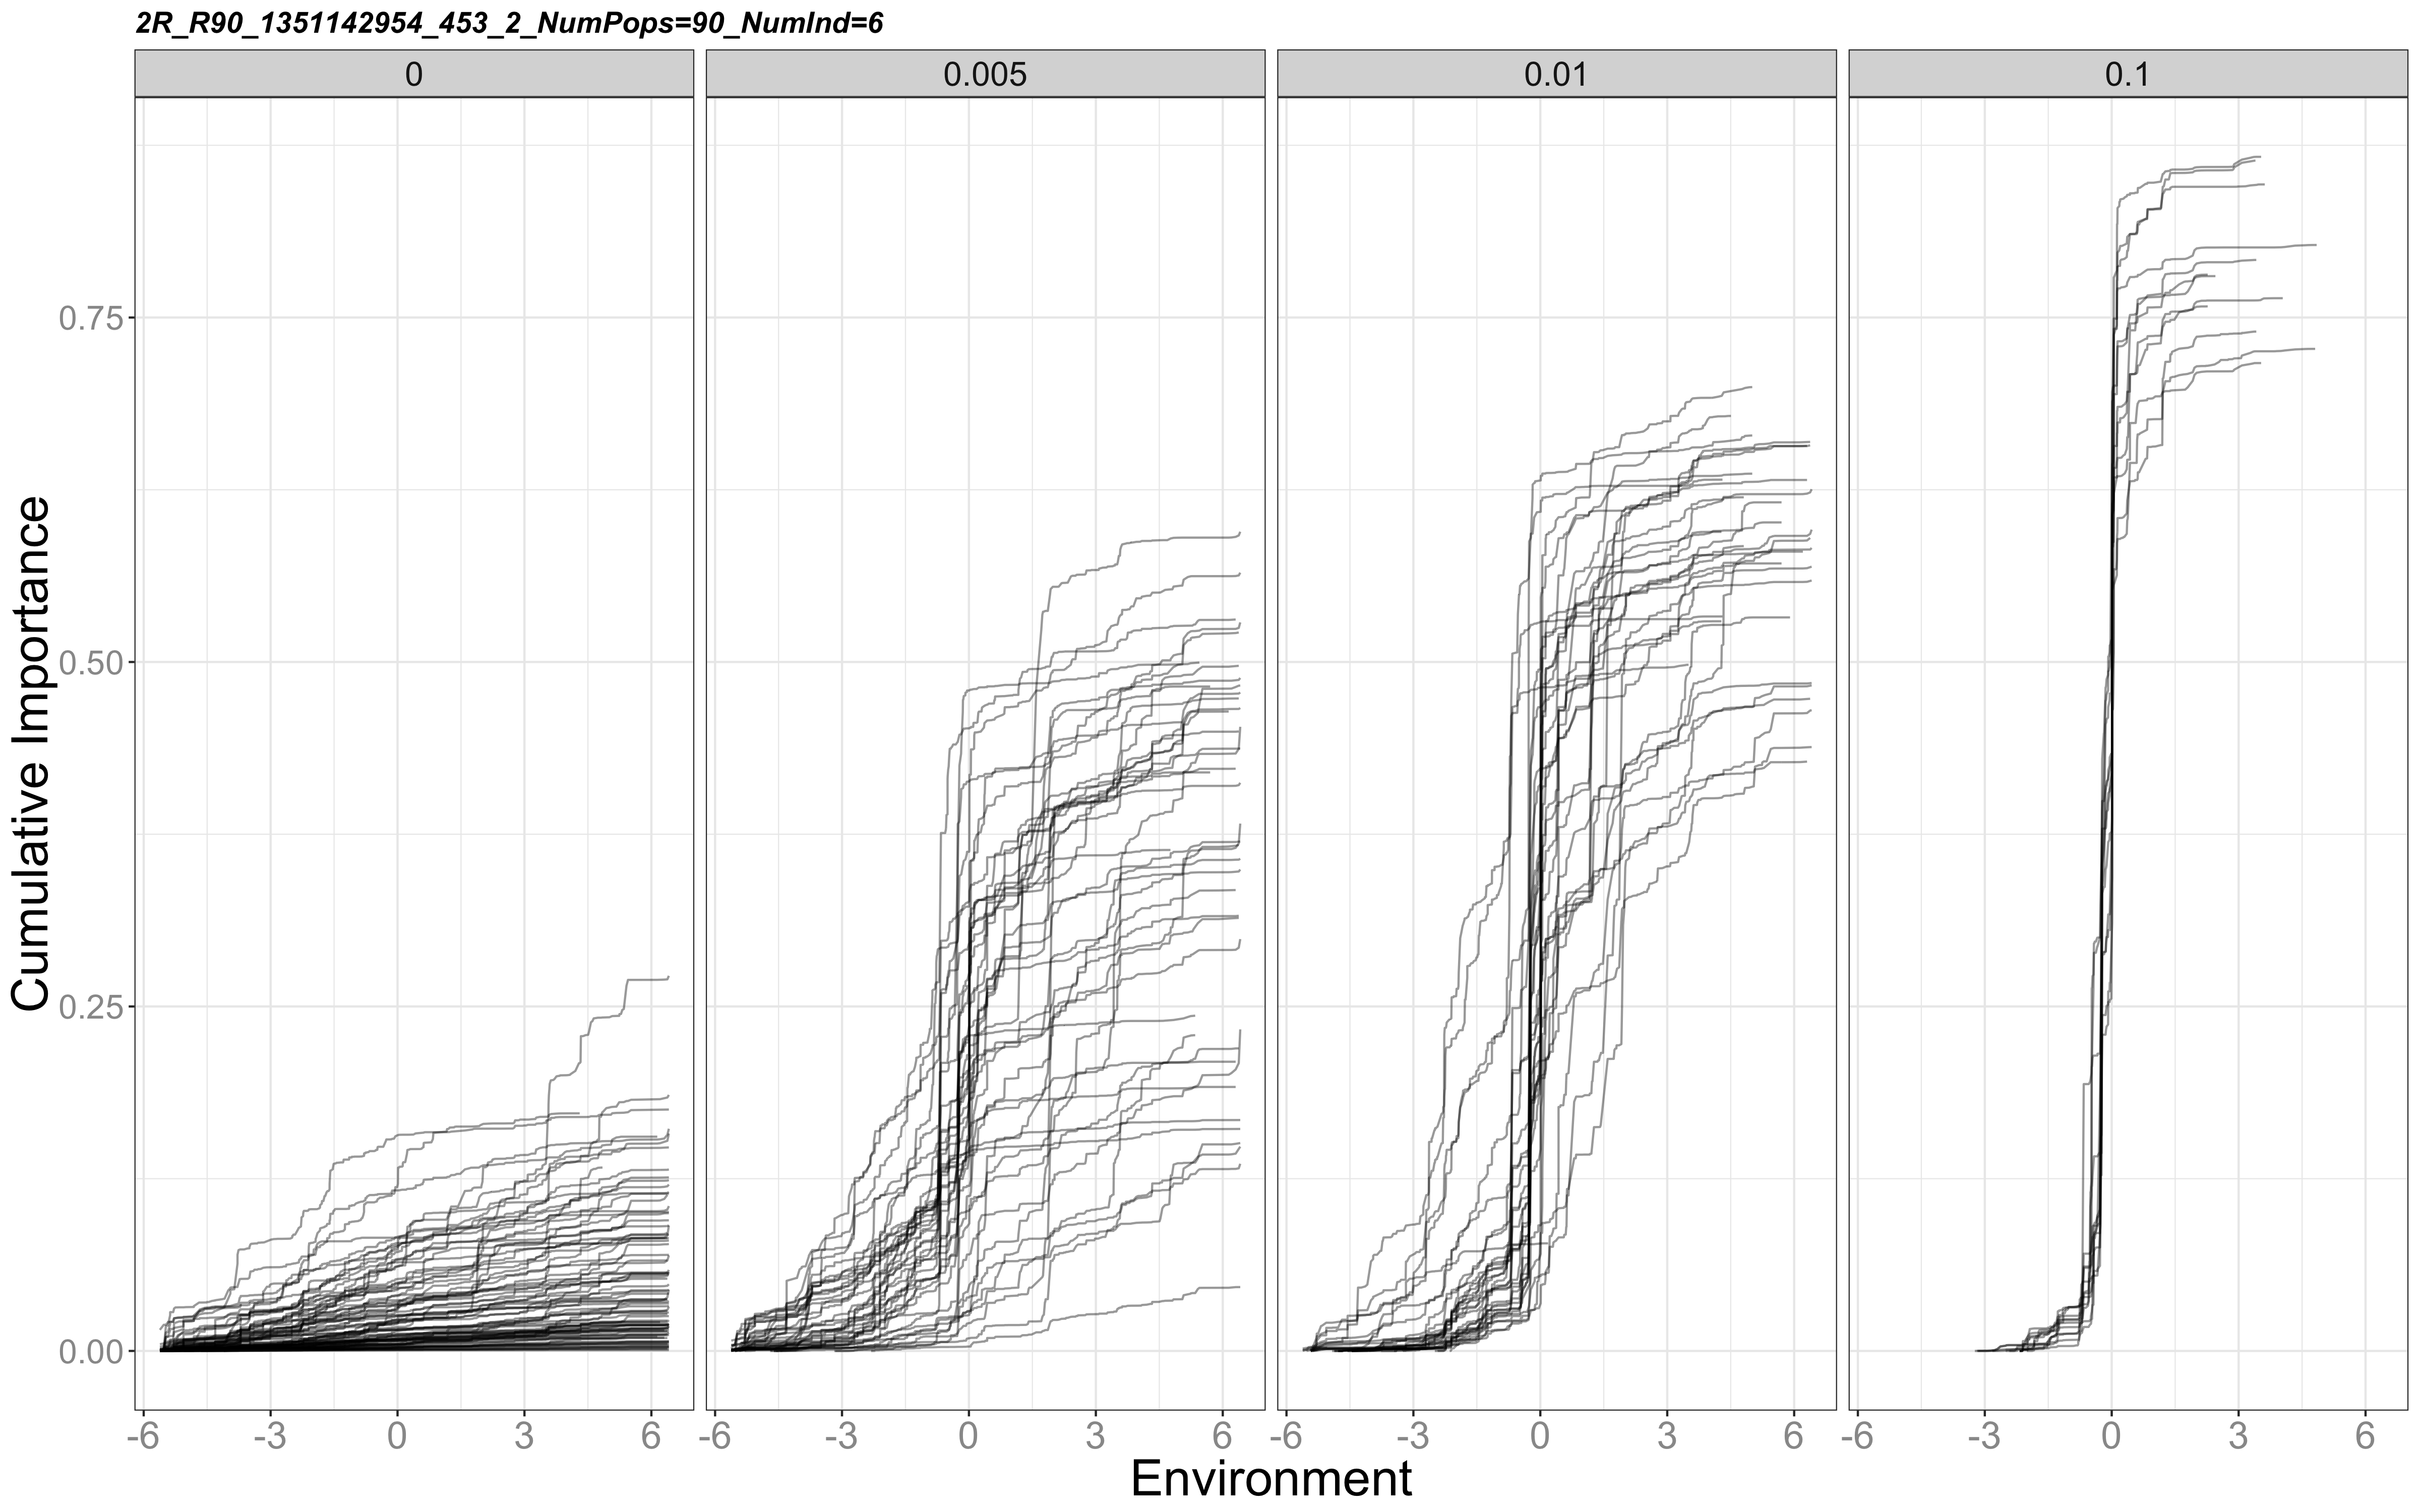 2R_R90_1351142954_453_2_NumPops=90_NumInd=6
0 0.005 0.01 0.1
Cumulative Importance
0.75
0.50
0.25
0.00
-6 -3 0 3 6 -6 -3 0 3 6 -6 -3 0 3 6 -6 -3 0 3 6
Environment